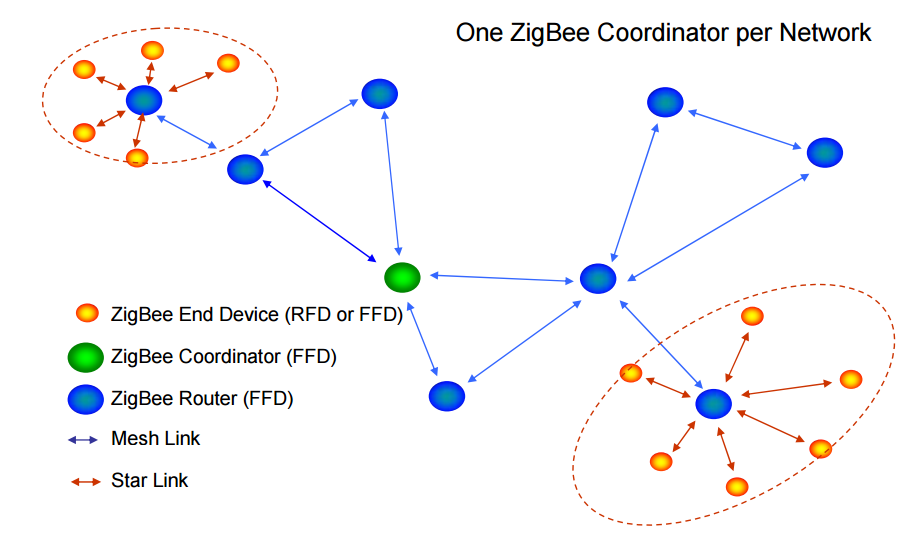 One ZigBee Coordinator per Network
ZigBee End Device (RFD or FFD)
ZigBee Coordinator (FFD)
ZigBee Router (FFD)
Mesh Link
Star Link